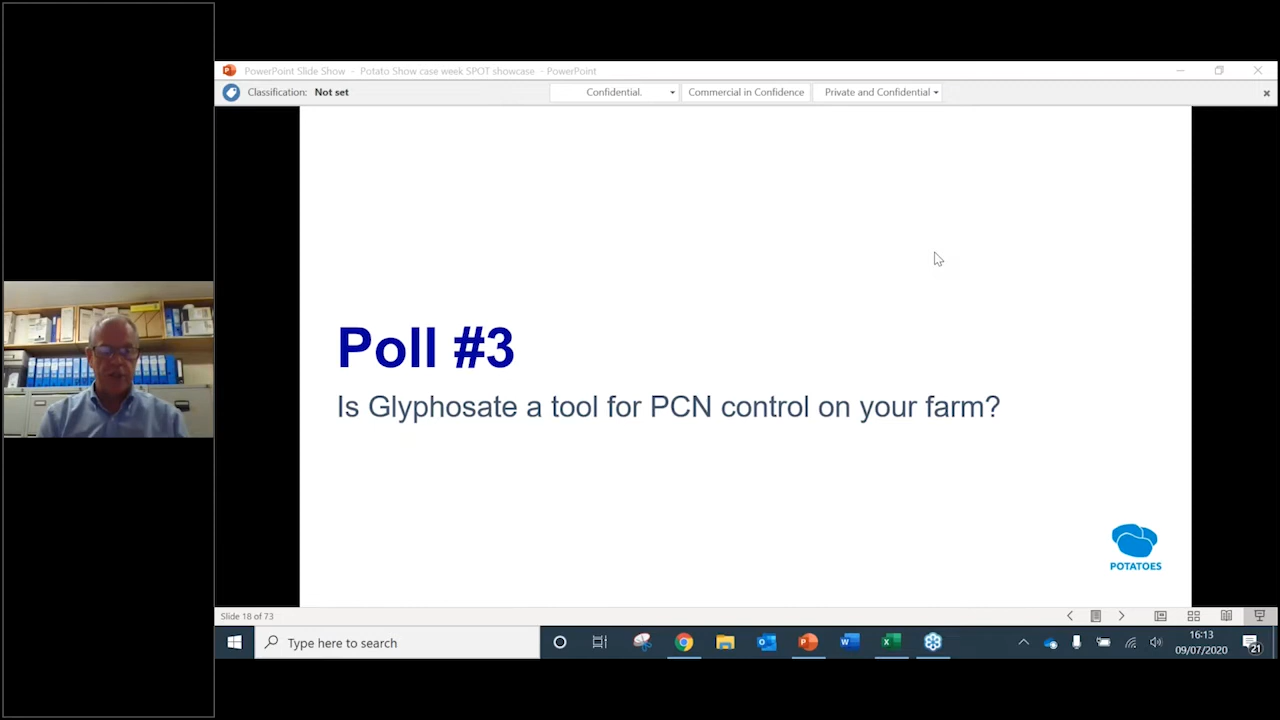 PowerPoint Slide Show - Potato Show case week SPOT showcase - PowerPoint
Classification: Not set
Confidential.
Commercial in Confidence
Private and Confidential
Poll #3
Is Glyphosate a tool for PCN control on your farm?
POTATOES
Slide 18 of 73
Type here to search
16:13
09/07/2020
21